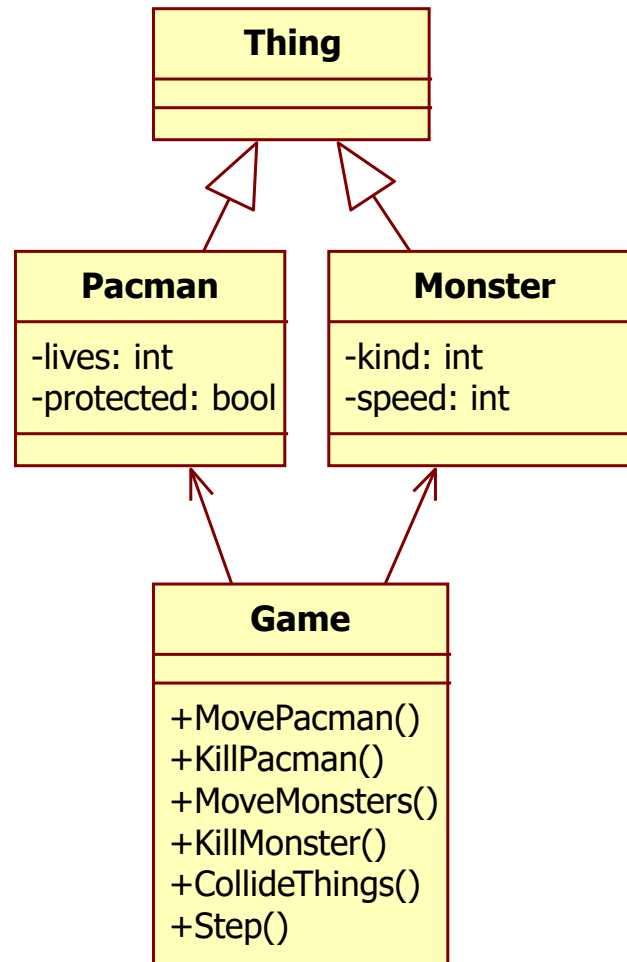 Thing
Pacman
-lives: int
-protected: bool
Monster
-kind: int
-speed: int
Game
+MovePacman()
+KillPacman()
+MoveMonsters()
+KillMonster()
+CollideThings()
+Step()